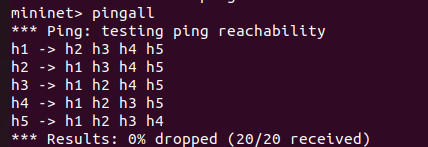 mininet> pingall
*** Ping: testing ping reachability
h1 -> h2 h3 h4 h5
h2 -> h1 h3 h4 h5
h3 -> h1 h2 h4 h5
h4 -> h1 h2 h3 h5
h5 -> h1 h2 h3 h4
*** Results: 0% dropped (20/20 received)